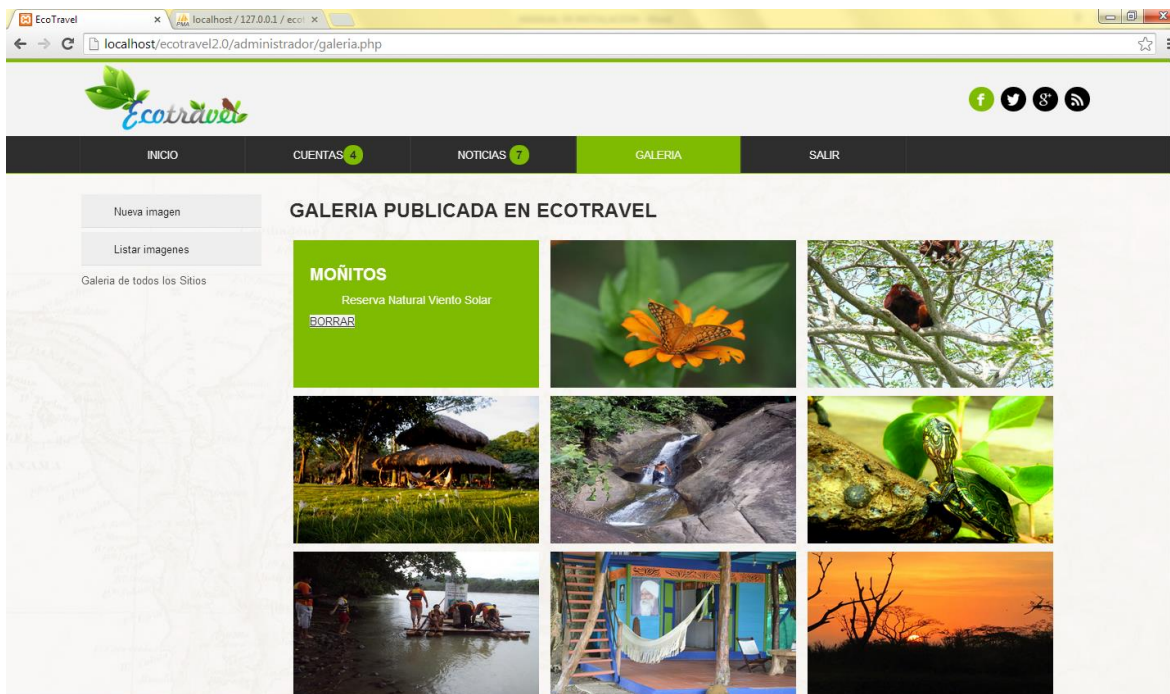 EcoTravel
localhost / 127.0.0.1 / ecot
localhost/ecotravel2.0/administrador/galeria.php
Ecotravel
INICIO
CUENTAS 4
NOTICIAS 7
GALERIA
SALIR
Nueva imagen
Listar imagenes
Galeria de todos los Sitios
GALERIA PUBLICADA EN ECOTRAVEL
MOÑITOS
Reserva Natural Viento Solar
BORRAR